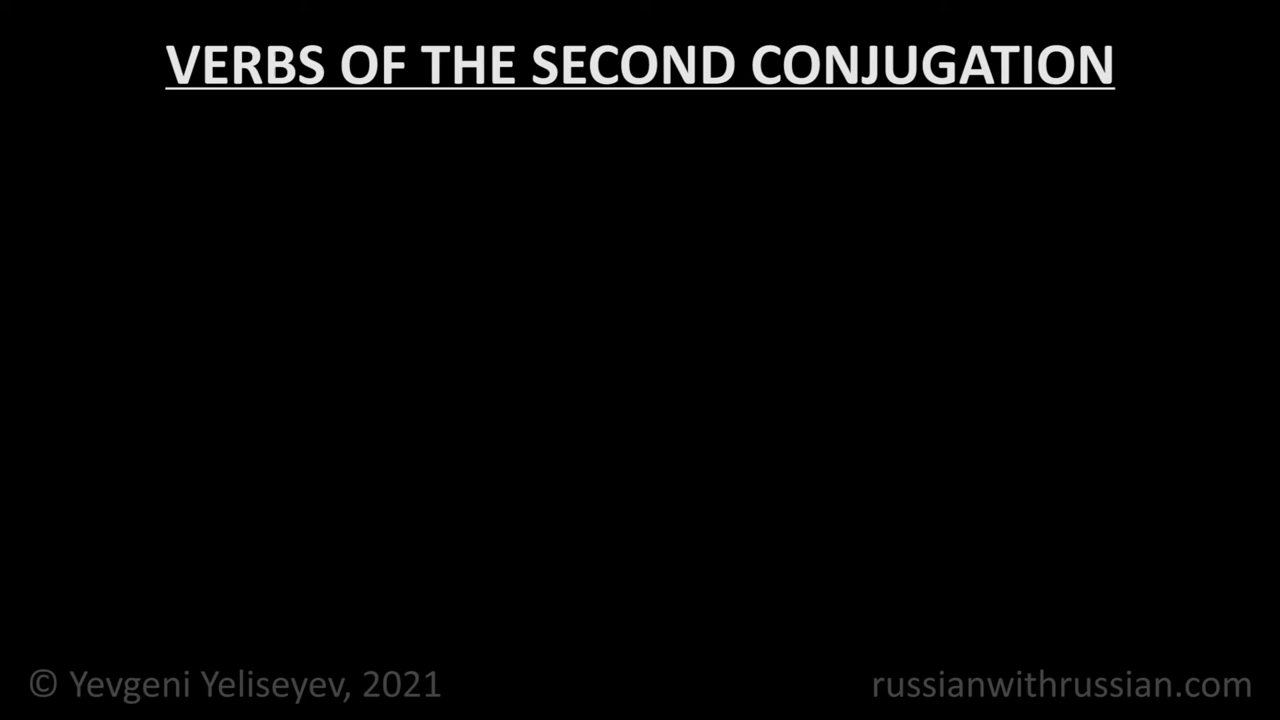 VERBS OF THE SECOND CONJUGATION
© Yevgeni Yeliseyev, 2021
russianwithrussian.com